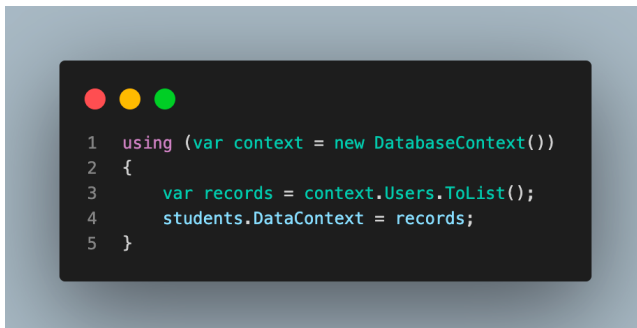 1 using (var context = new DatabaseContext())
2 {
3     var records = context.Users.ToList();
4     students.DataContext = records;
5 }